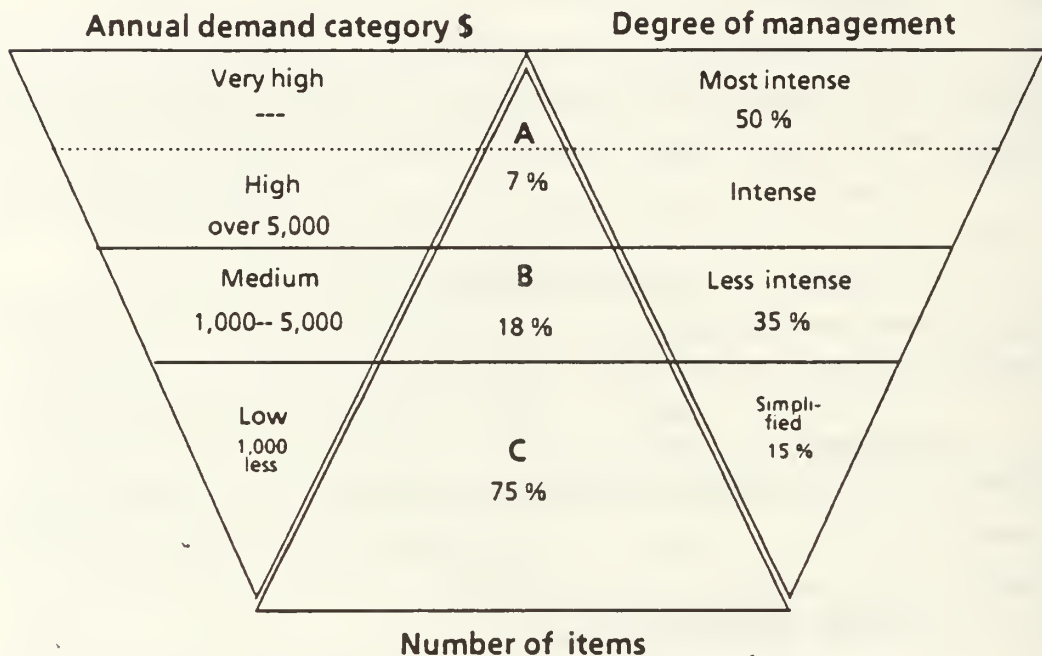 Annual demand category $
Degree of management
Very high
---
Most intense
50 %
A
7 %
High
over 5,000
Intense
Medium
1,000-- 5,000
B
18 %
Less intense
35 %
Low
1,000
less
C
75 %
Simpli-
fied
15 %
Number of items